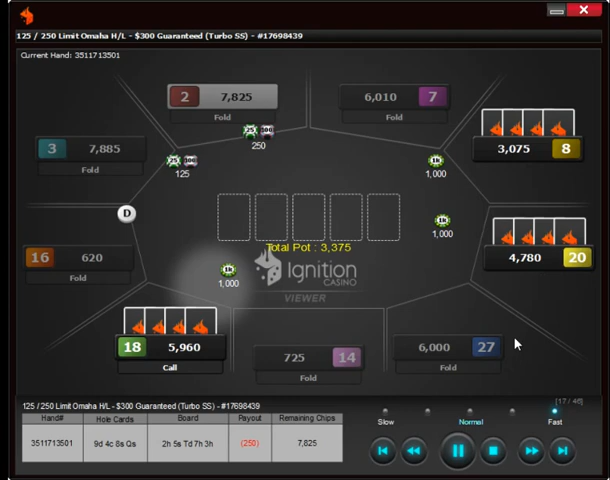 125 / 250 Limit Omaha H/L - $300 Guaranteed (Turbo SS) - #17698439
Current Hand: 3511713501
2 7,825
Fold
6,010 7
Fold
250
3 7,885
Fold
125
3,075 8
1,000
D
1,000
Total Pot : 3,375
16 620
Fold
4,780 20
1,000
Ignition
CASINO
VIEWER
18 5,960
Call
725 14
Fold
6,000 27
Fold
[17 / 46]
125 / 250 Limit Omaha H/L - $300 Guaranteed (Turbo SS) - #17698439
Hand# Hole Cards Board Payout Remaining Chips
3511713501 9d 4c 8s Qs 2h 5s Td 7h 3h (250) 7,825
Slow Normal Fast